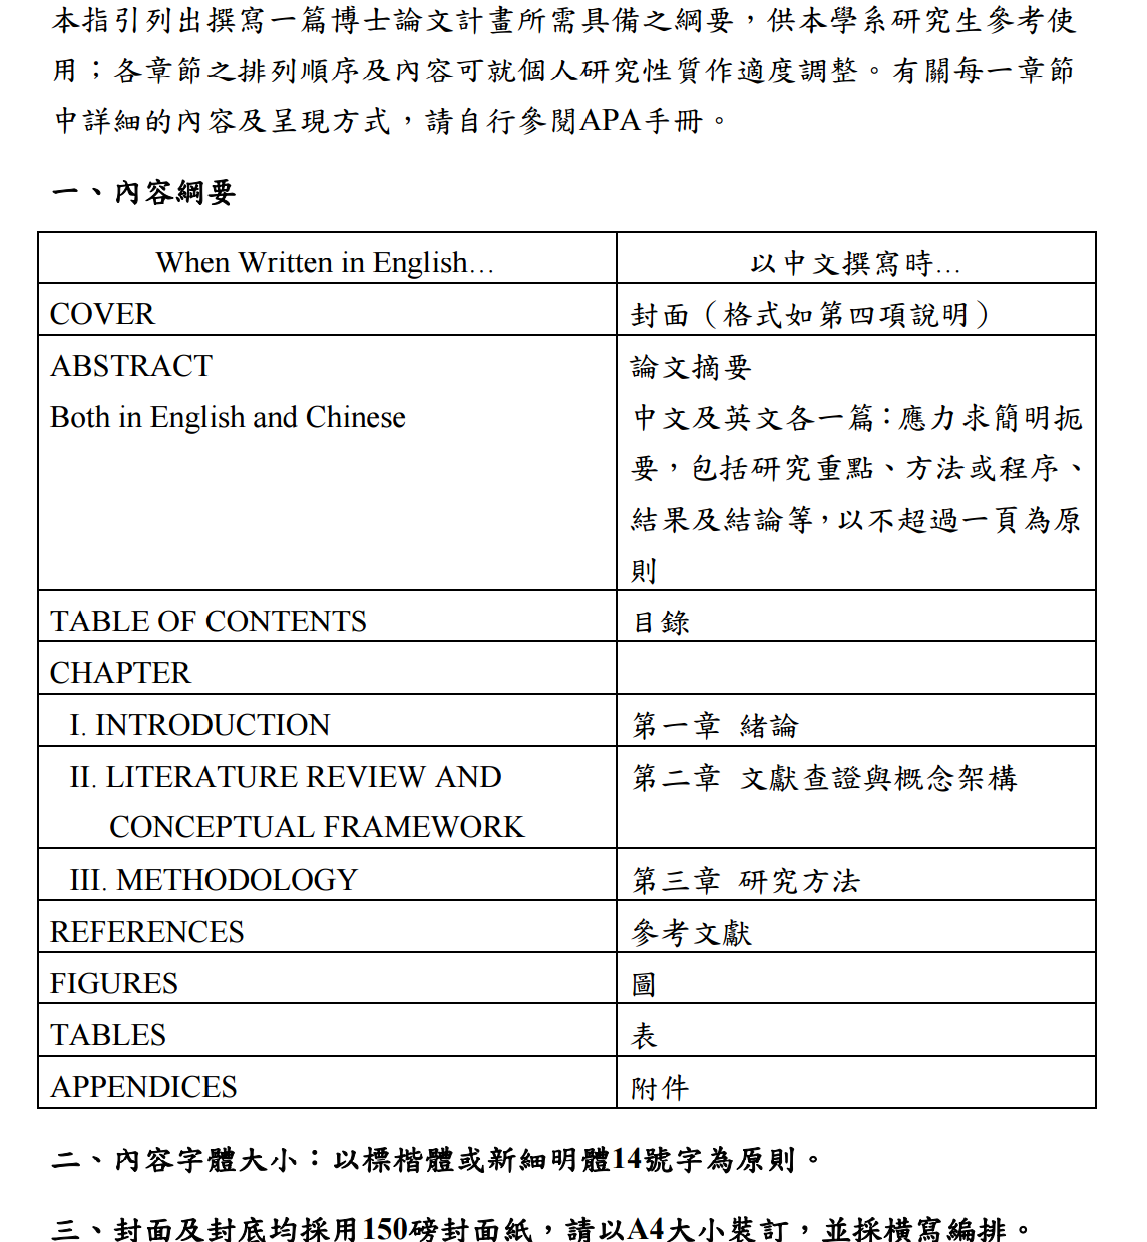 本指引列出撰寫一篇博士論文計畫所需具備之綱要，供本學系研究生參考使
用；各章節之排列順序及內容可就個人研究性質作適度調整。有關每一章節
中詳細的內容及呈現方式，請自行參閱APA手冊。
一、內容綱要
When Written in English…
以中文撰寫時…
COVER
封面（格式如第四項說明）
ABSTRACT
Both in English and Chinese
論文摘要
中文及英文各一篇：應力求簡明扼
要，包括研究重點、方法或程序、
結果及結論等，以不超過一頁為原
則
TABLE OF CONTENTS
目錄
CHAPTER
I. INTRODUCTION
第一章 緒論
II. LITERATURE REVIEW AND
CONCEPTUAL FRAMEWORK
第二章 文獻查證與概念架構
III. METHODOLOGY
第三章 研究方法
REFERENCES
參考文獻
FIGURES
圖
TABLES
表
APPENDICES
附件
二、內容字體大小：以標楷體或新細明體14號字為原則。
三、封面及封底均採用150磅封面紙，請以A4大小裝訂，並採橫寫編排。